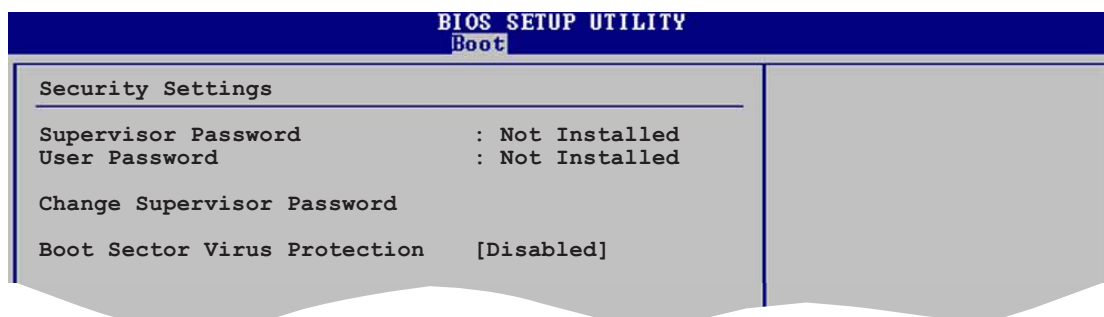 BIOS SETUP UTILITY
Boot
Security Settings
Supervisor Password : Not Installed
User Password : Not Installed
Change Supervisor Password
Boot Sector Virus Protection [Disabled]